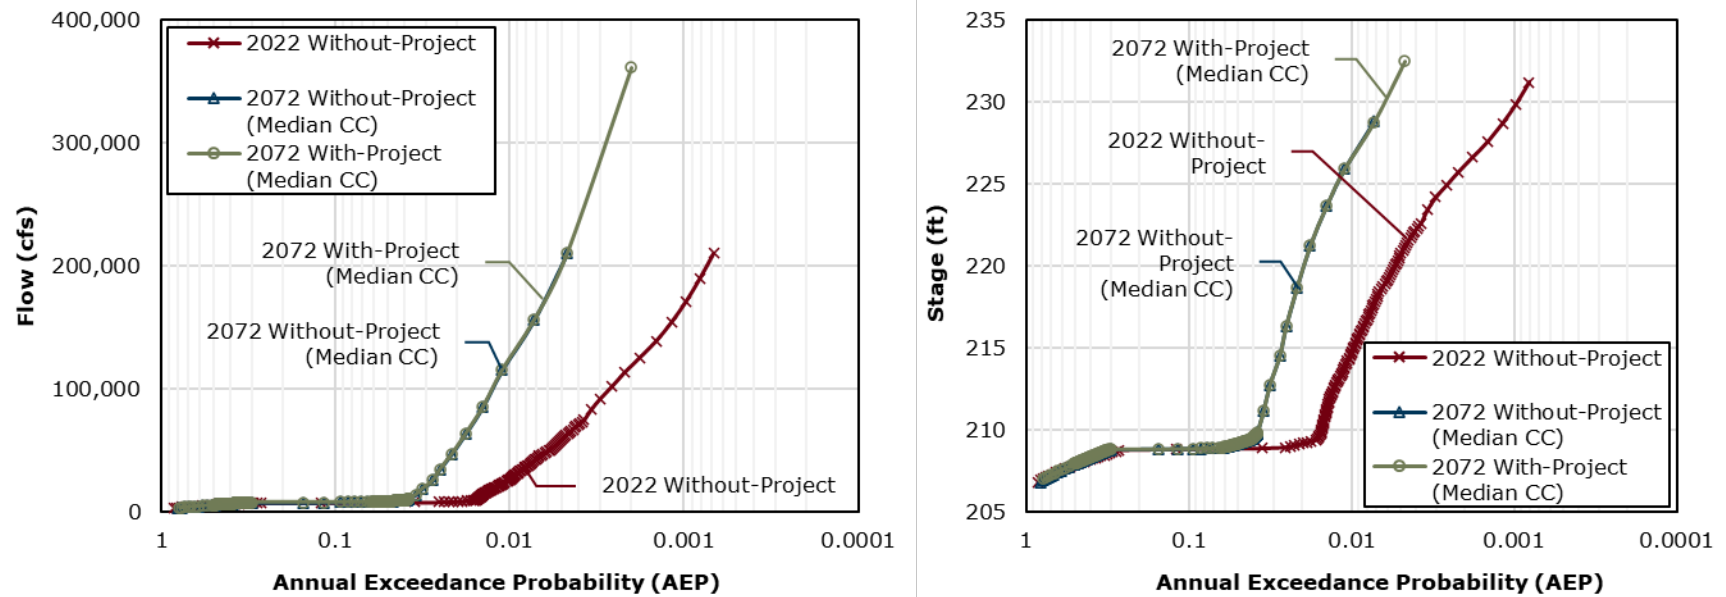 400,000
300,000
200,000
100,000
0
Flow (cfs)
2022 Without-Project
2072 Without-Project
(Median CC)
2072 With-Project
(Median CC)
2072 With-Project
(Median CC)
2072 Without-Project
(Median CC)
2022 Without-Project
1
0.1
0.01
0.001
0.0001
Annual Exceedance Probability (AEP)
235
230
225
220
215
210
205
Stage (ft)
2072 With-Project
(Median CC)
2022 Without-
Project
2072 Without-
Project
(Median CC)
2022 Without-Project
2072 Without-Project
(Median CC)
2072 With-Project
(Median CC)
1
0.1
0.01
0.001
0.0001
Annual Exceedance Probability (AEP)